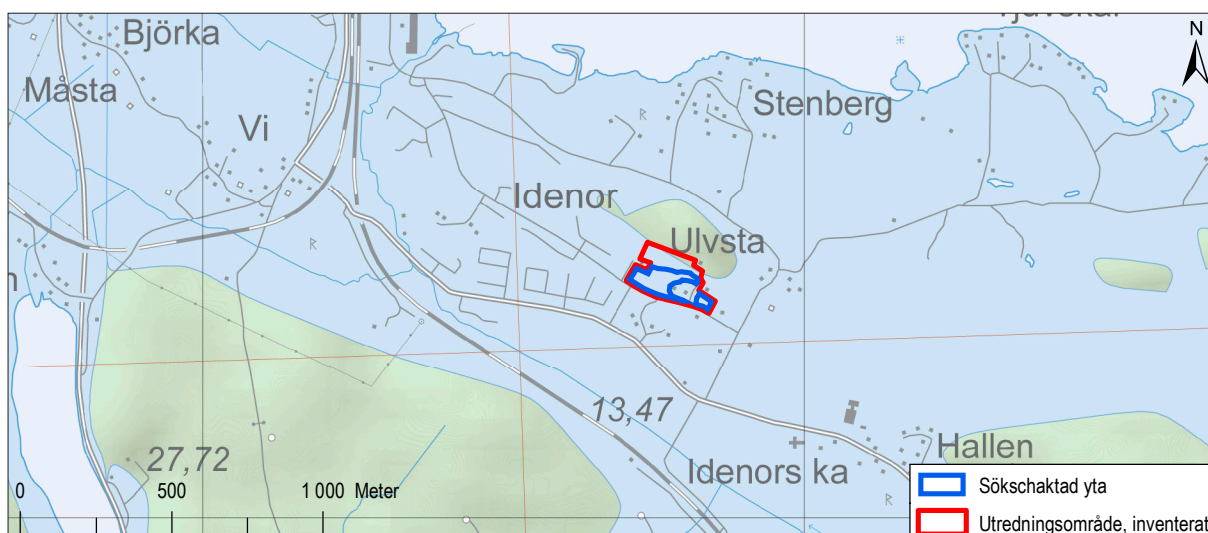 Björka
N
Måsta
Stenberg
Vi
Idenor
Ulvsta
13,47
27,72
Hallen
Idenors ka
0 500 1 000 Meter
Sökschaktad yta
Utredningsområde, inventerat
R
R
R
R